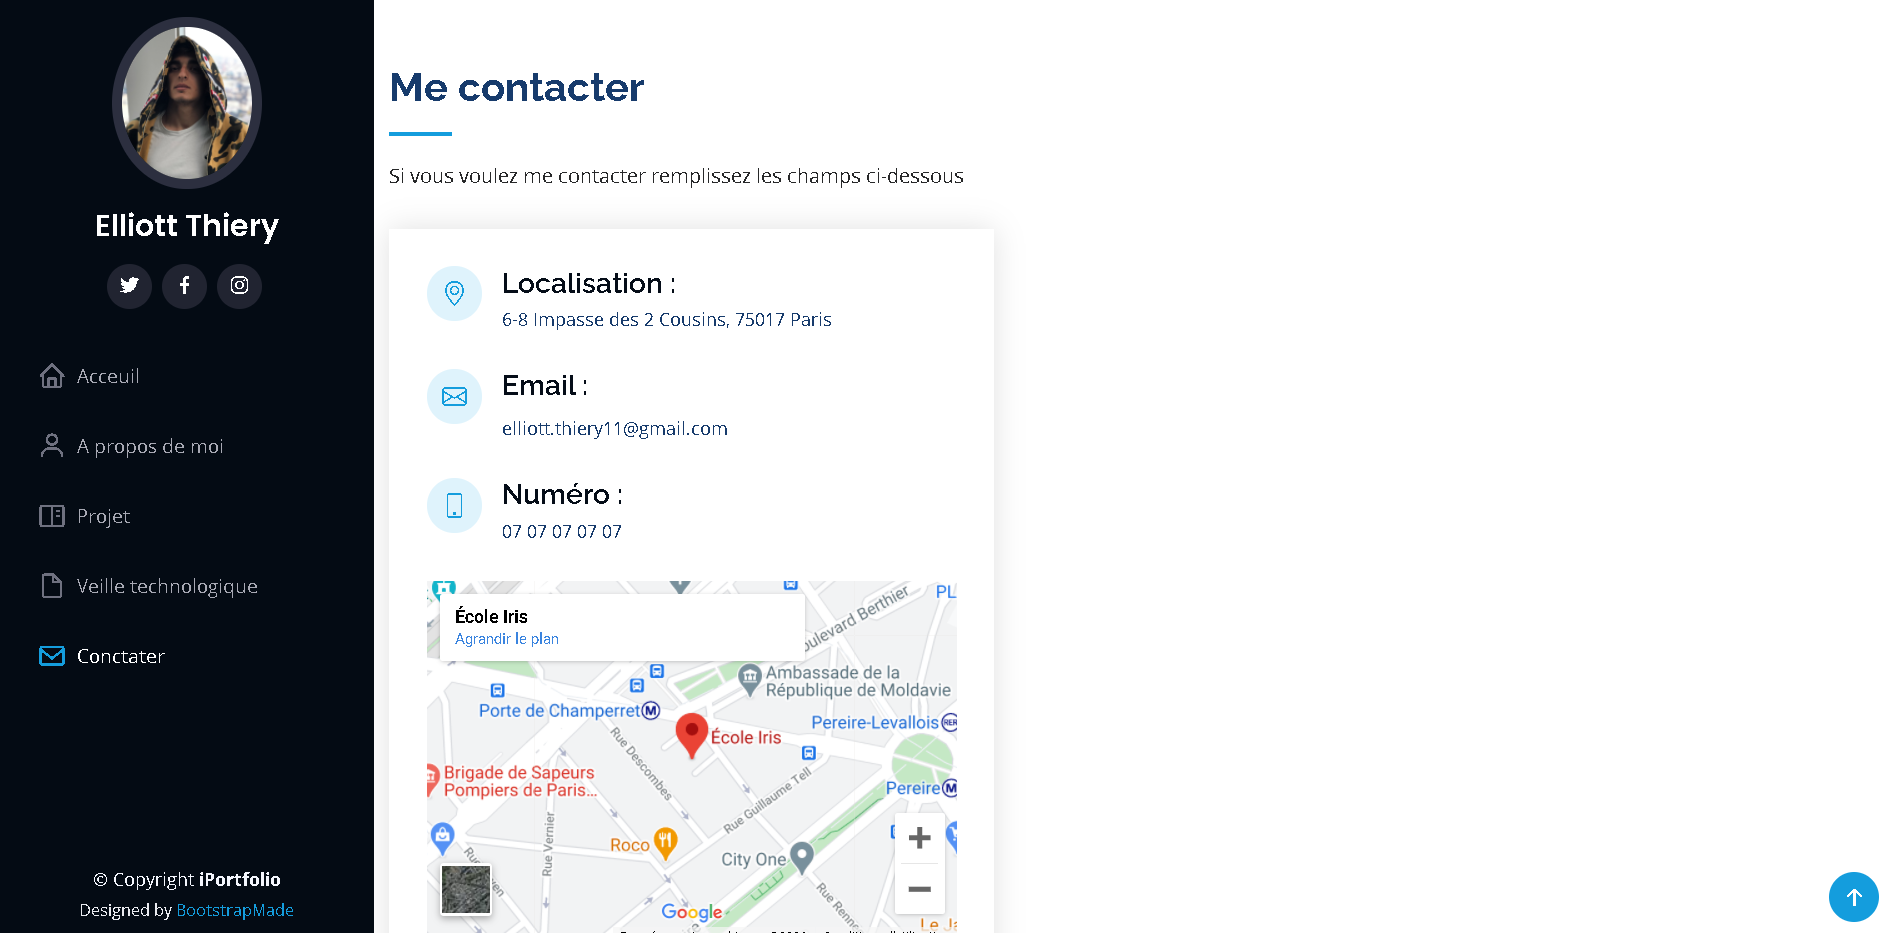 Elliott Thiery
Acceuil
A propos de moi
Projet
Veille technologique
Conctater
© Copyright iPortfolio
Designed by BootstrapMade
Me contacter
Si vous voulez me contacter remplissez les champs ci-dessous
Localisation :
6-8 Impasse des 2 Cousins, 75017 Paris
Email :
elliott.thiery11@gmail.com
Numéro :
07 07 07 07 07
École Iris
Agrandir le plan
Boulevard Berthier
PL
Ambassade de la
République de Moldavie
Porte de Champerret
M
Pereire-Levallois
RER
École Iris
Rue Descombes
Brigade de Sapeurs
Pompiers de Paris...
Pereire
M
Rue Guillaume Tell
Rue Vernier
Roco
City One
Google